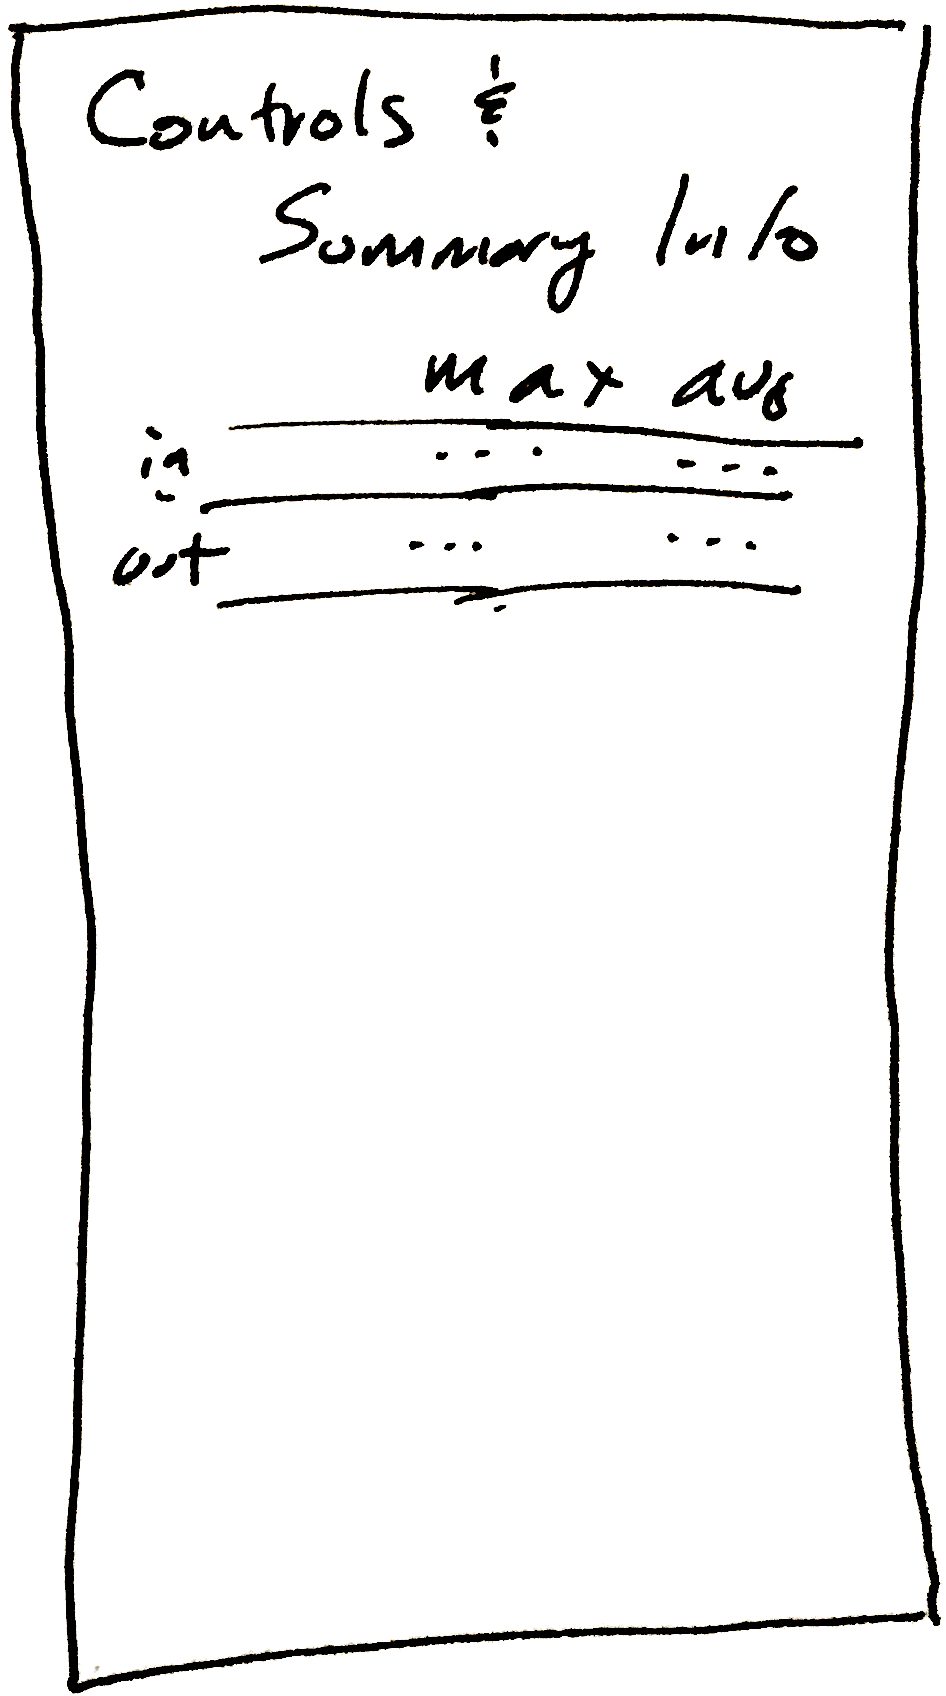 Controls &
Summary Info
max avg
in ... ...
out ... ...